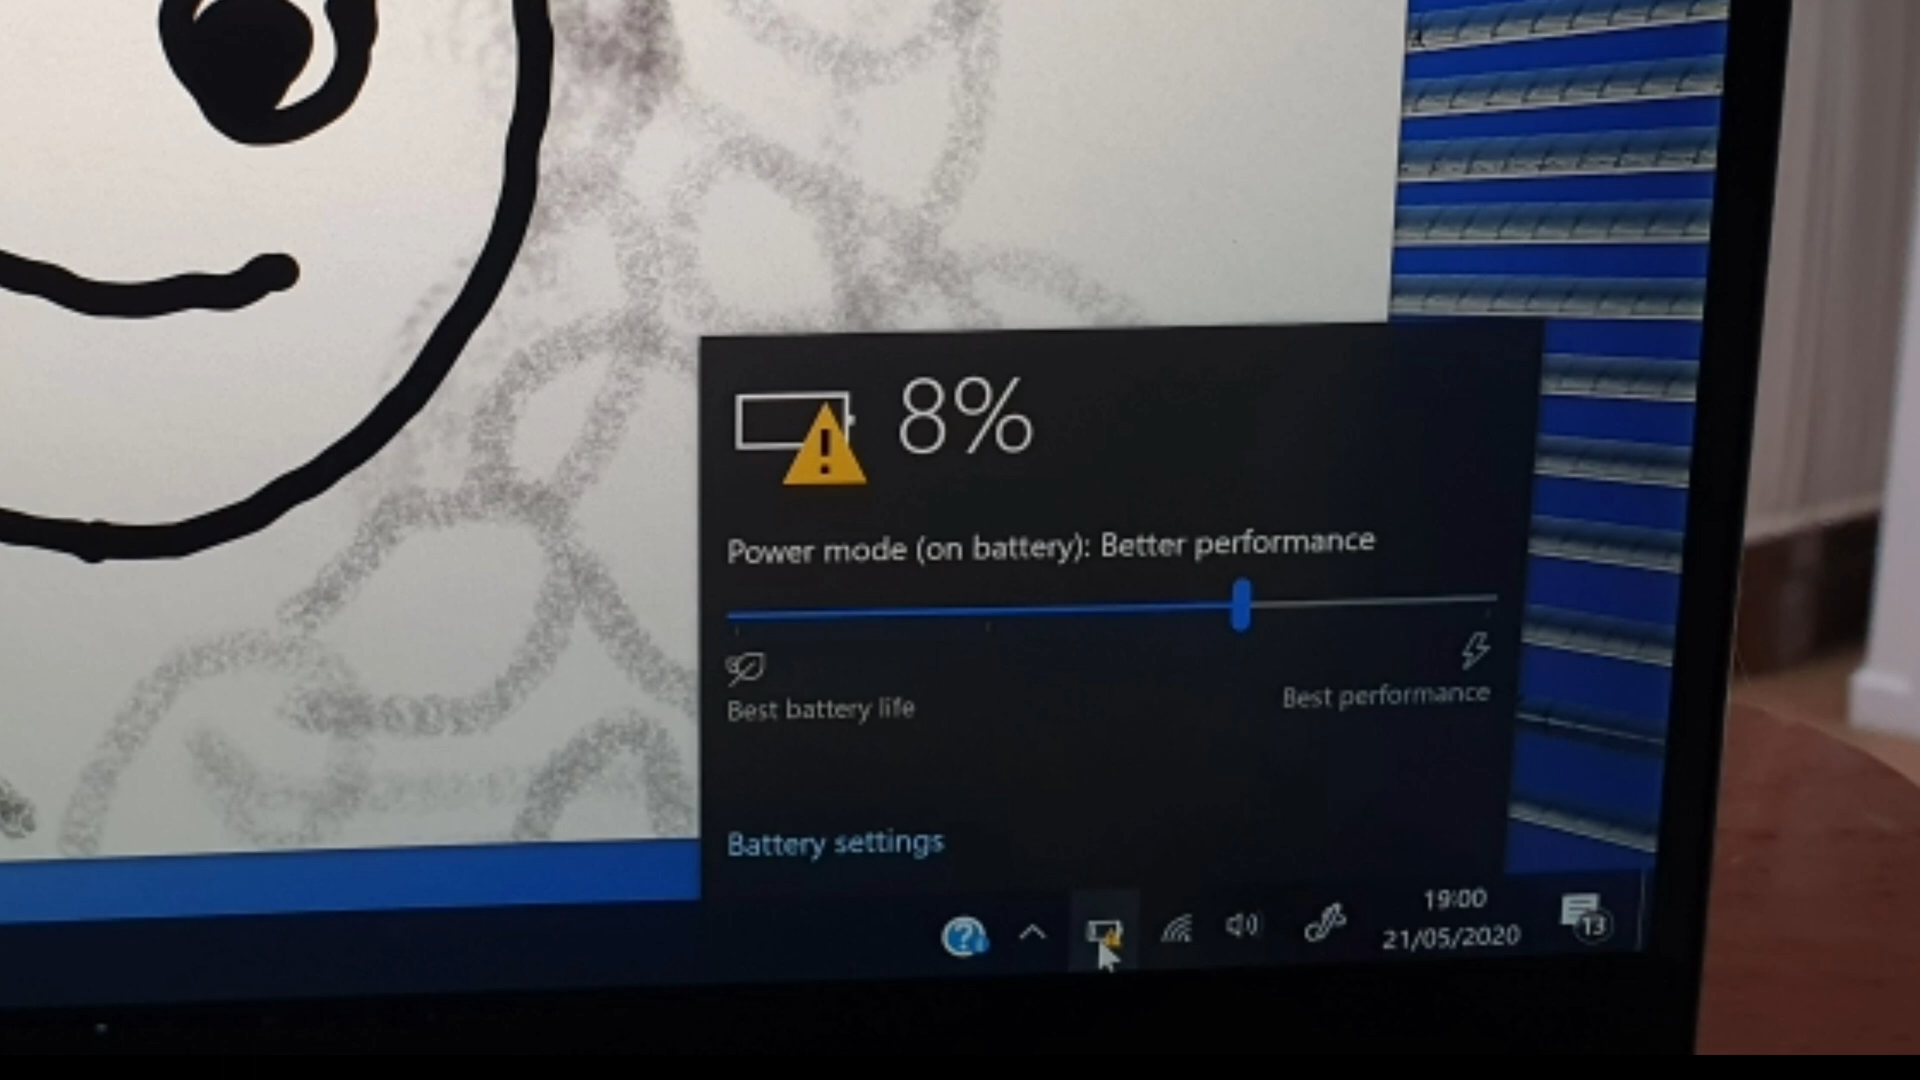 8%
Power mode (on battery): Better performance
Best battery life
Best performance
Battery settings
19:00
21/05/2020
13